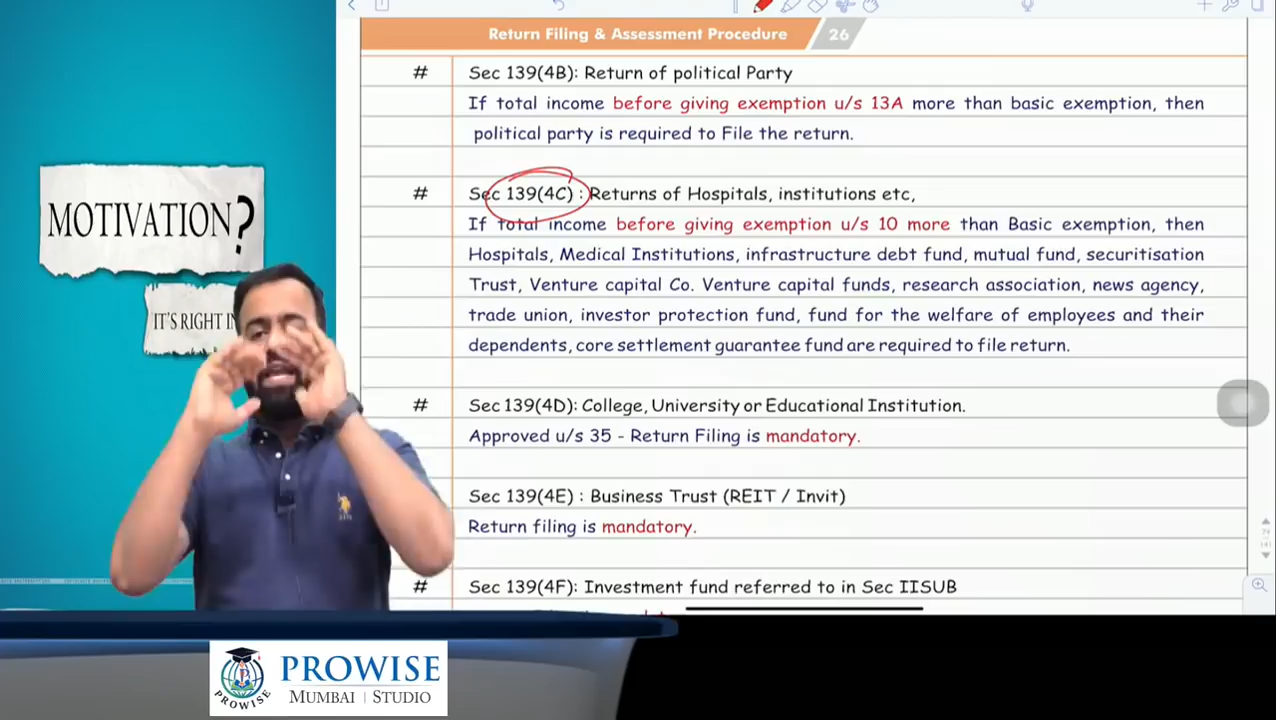 Return Filing & Assessment Procedure 26
# Sec 139(4B): Return of political Party
If total income before giving exemption u/s 13A more than basic exemption, then
political party is required to File the return.
# Sec 139(4C) : Returns of Hospitals, institutions etc,
If total income before giving exemption u/s 10 more than Basic exemption, then
Hospitals, Medical Institutions, infrastructure debt fund, mutual fund, securitisation
Trust, Venture capital Co. Venture capital funds, research association, news agency,
trade union, investor protection fund, fund for the welfare of employees and their
dependents, core settlement guarantee fund are required to file return.
# Sec 139(4D): College, University or Educational Institution.
Approved u/s 35 - Return Filing is mandatory.
Sec 139(4E) : Business Trust (REIT / Invit)
Return filing is mandatory.
# Sec 139(4F): Investment fund referred to in Sec IISUB
MOTIVATION?
IT'S RIGHT IN
PROWISE
PROWISE
MUMBAI | STUDIO